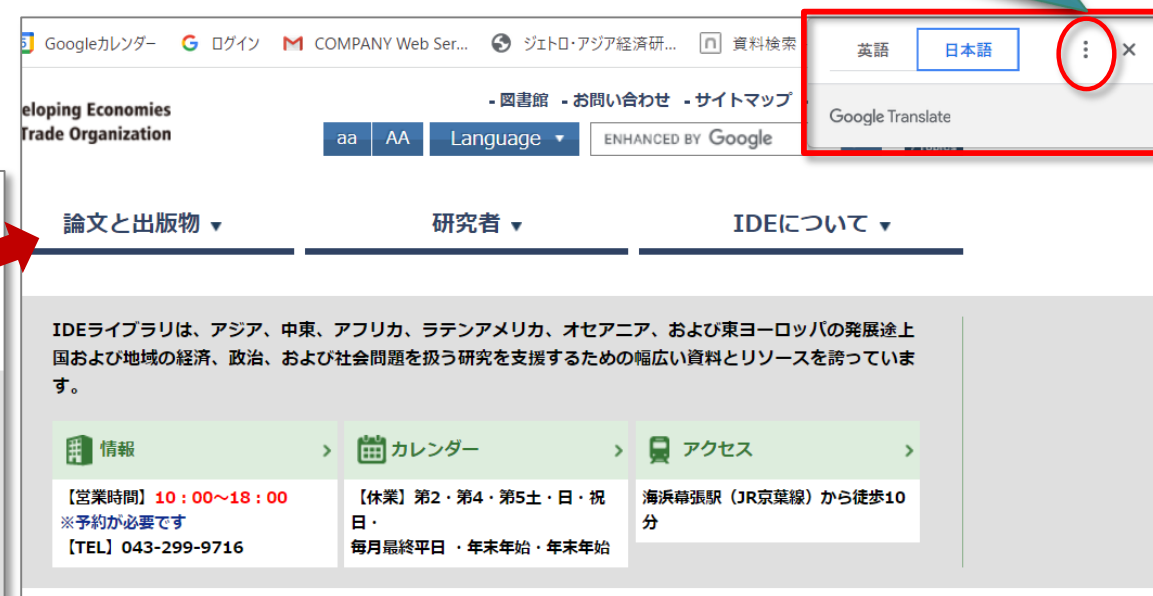 Googleカレンダー G ログイン M COMPANY Web Ser... ジェトロ・アジア経済研... 資料検索
英語 日本語
Google Translate
eloping Economies
Trade Organization
- 図書館 - お問い合わせ - サイトマップ
aa AA Language ▼ ENHANCED BY Google
論文と出版物 ▼ 研究者 ▼ IDEについて ▼
IDEライブラリは、アジア、中東、アフリカ、ラテンアメリカ、オセアニア、および東ヨーロッパの発展途上
国および地域の経済、政治、および社会問題を扱う研究を支援するための幅広い資料とリソースを誇っていま
す。
情報 > カレンダー > アクセス >
【営業時間】10：00～18：00
※予約が必要です
【TEL】043-299-9716
【休業】第2・第4・第5土・日・祝
日・
毎月最終平日 ・年末年始・年末年始
海浜幕張駅（JR京葉線）から徒歩10
分